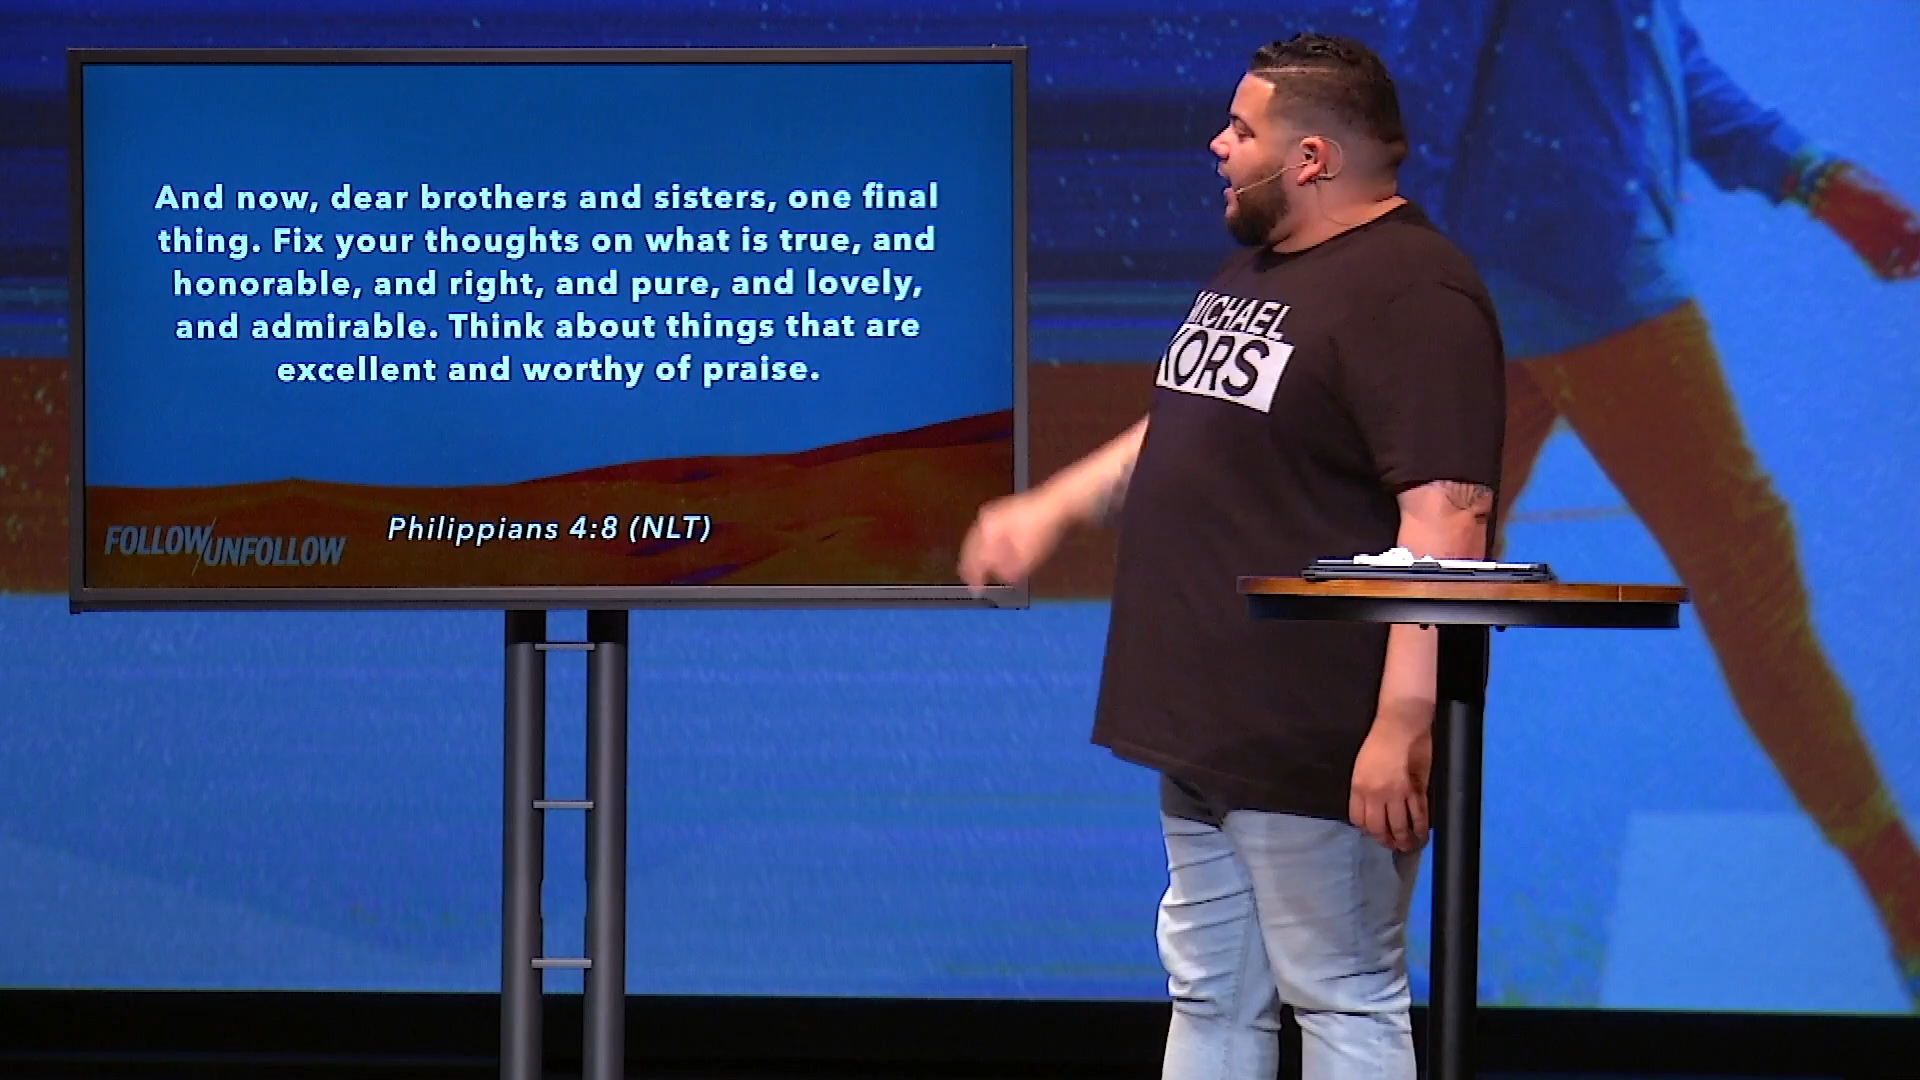 And now, dear brothers and sisters, one final
thing. Fix your thoughts on what is true, and
honorable, and right, and pure, and lovely,
and admirable. Think about things that are
excellent and worthy of praise.
Philippians 4:8 (NLT)
FOLLOW/UNFOLLOW
MICHAEL
KORS